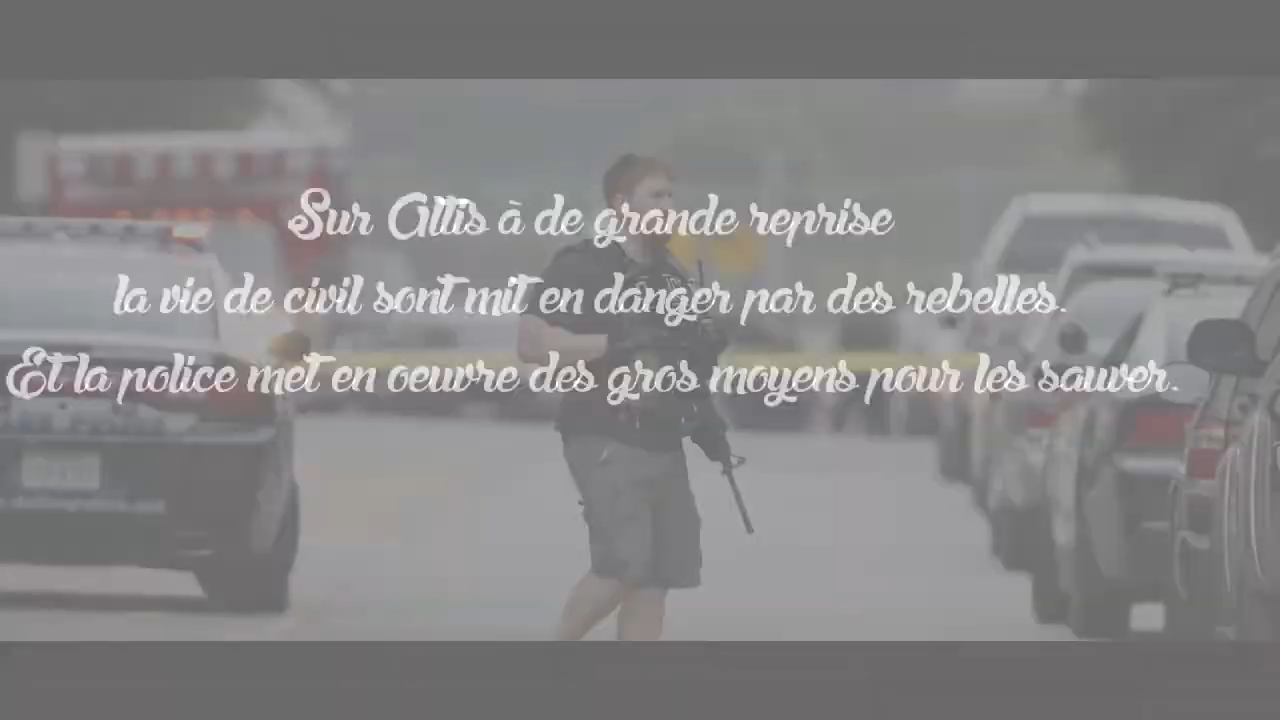 Sur Altis à de grande reprise
la vie de civil sont mit en danger par des rebelles.
Et la police met en oeuvre des gros moyens pour les sauver.